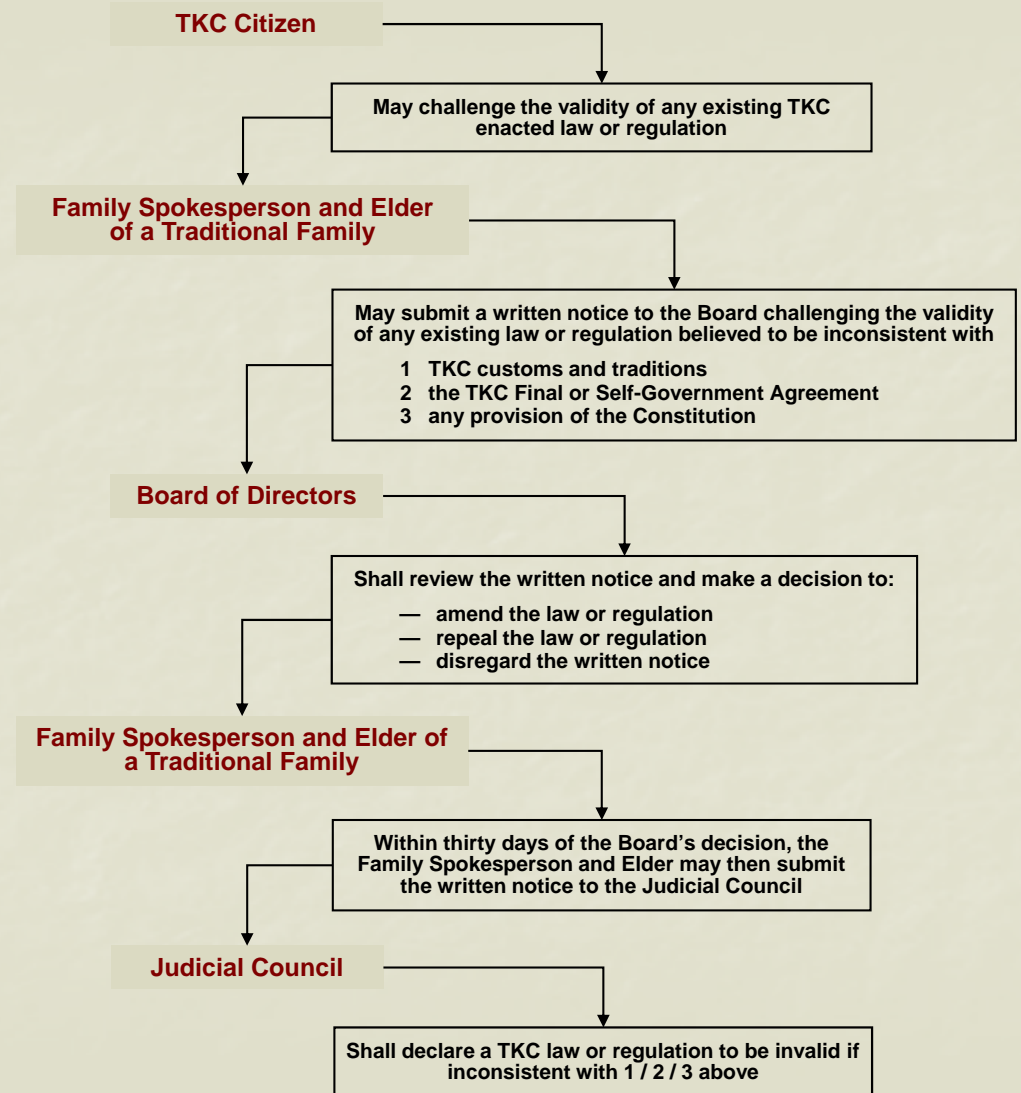 TKC Citizen
May challenge the validity of any existing TKC
enacted law or regulation
Family Spokesperson and Elder
of a Traditional Family
May submit a written notice to the Board challenging the validity
of any existing law or regulation believed to be inconsistent with
1 TKC customs and traditions
2 the TKC Final or Self-Government Agreement
3 any provision of the Constitution
Board of Directors
Shall review the written notice and make a decision to:
— amend the law or regulation
— repeal the law or regulation
— disregard the written notice
Family Spokesperson and Elder of
a Traditional Family
Within thirty days of the Board’s decision, the
Family Spokesperson and Elder may then submit
the written notice to the Judicial Council
Judicial Council
Shall declare a TKC law or regulation to be invalid if
inconsistent with 1 / 2 / 3 above